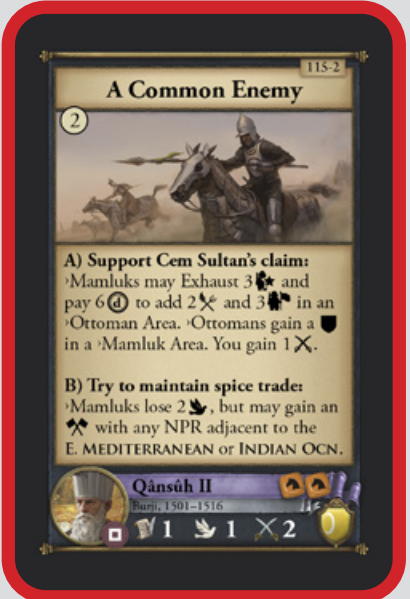 115-2
A Common Enemy
2
A) Support Cem Sultan's claim:
›Mamluks may Exhaust 3 and
pay 6 d to add 2 and 3 in an
›Ottoman Area. ›Ottomans gain a
in a ›Mamluk Area. You gain 1.
B) Try to maintain spice trade:
›Mamluks lose 2, but may gain an
with any NPR adjacent to the
E. MEDITERRANEAN or INDIAN OCN.
Qânsûh II
Burji, 1501–1516
1 1 2